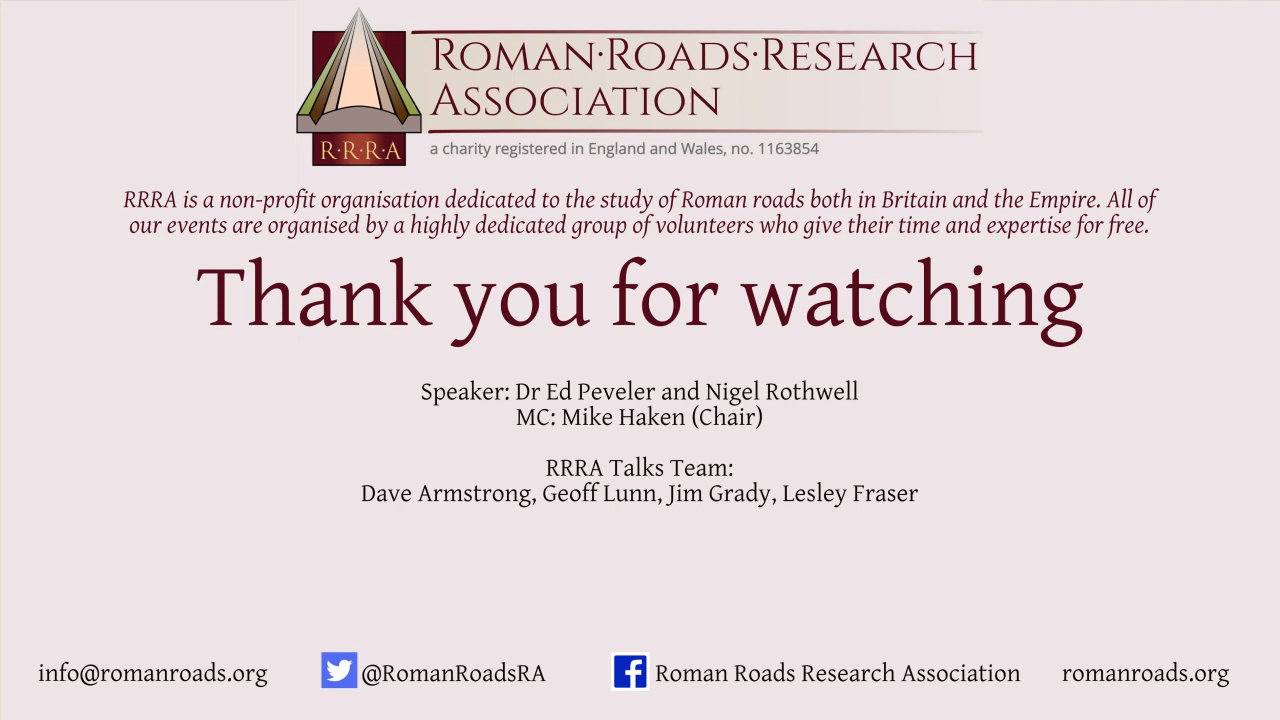 ROMAN·ROADS·RESEARCH
ASSOCIATION
R·R·R·A
a charity registered in England and Wales, no. 1163854
RRRA is a non-profit organisation dedicated to the study of Roman roads both in Britain and the Empire. All of
our events are organised by a highly dedicated group of volunteers who give their time and expertise for free.
Thank you for watching
Speaker: Dr Ed Peveler and Nigel Rothwell
MC: Mike Haken (Chair)
RRRA Talks Team:
Dave Armstrong, Geoff Lunn, Jim Grady, Lesley Fraser
info@romanroads.org @RomanRoadsRA Roman Roads Research Association romanroads.org